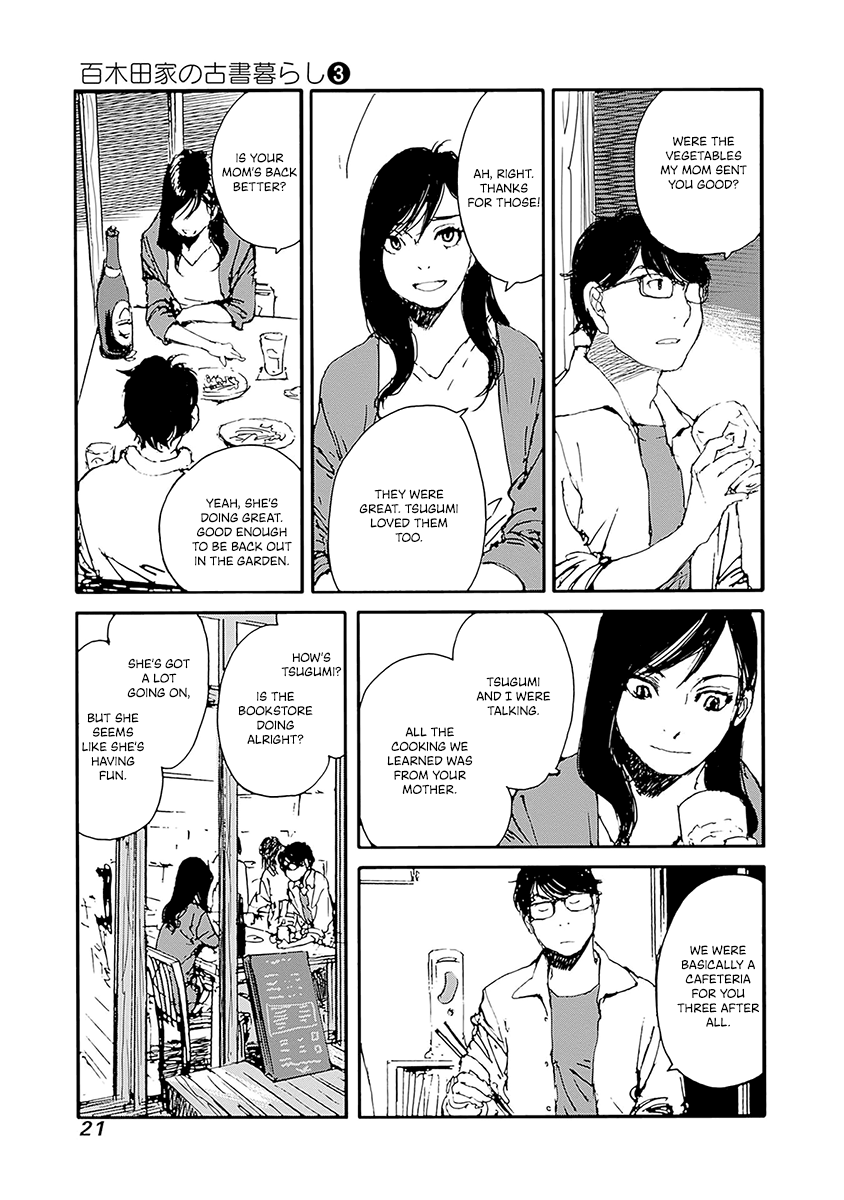 百木田家の古書暮らし❸
WERE THE
VEGETABLES
MY MOM SENT
YOU GOOD?
AH, RIGHT.
THANKS
FOR THOSE!
THEY WERE
GREAT. TSUGUMI
LOVED THEM
TOO.
IS YOUR
MOM'S BACK
BETTER?
YEAH, SHE'S
DOING GREAT.
GOOD ENOUGH
TO BE BACK OUT
IN THE GARDEN.
TSUGUMI
AND I WERE
TALKING.
ALL THE
COOKING WE
LEARNED WAS
FROM YOUR
MOTHER.
WE WERE
BASICALLY A
CAFETERIA
FOR YOU
THREE AFTER
ALL.
HOW'S
TSUGUMI?
IS THE
BOOKSTORE
DOING
ALRIGHT?
SHE'S GOT
A LOT
GOING ON,
BUT SHE
SEEMS
LIKE SHE'S
HAVING
FUN.
21